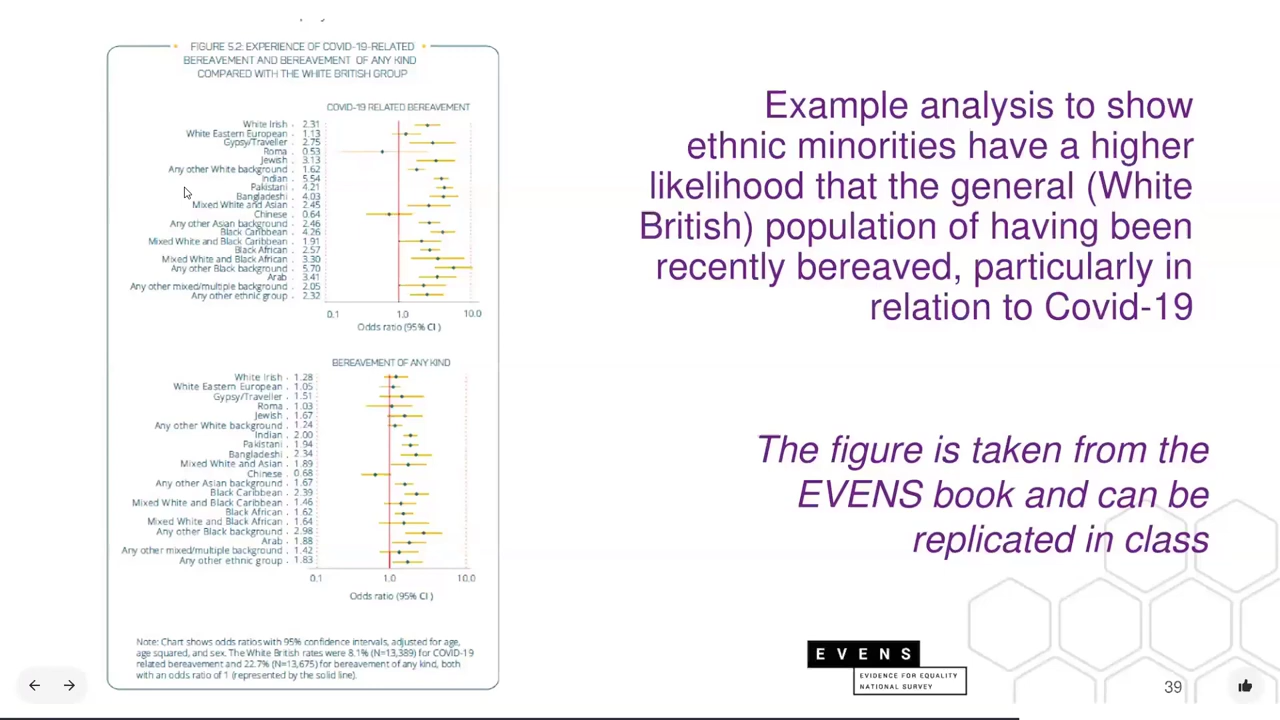 FIGURE 5.2: EXPERIENCE OF COVID-19-RELATED
BEREAVEMENT AND BEREAVEMENT OF ANY KIND
COMPARED WITH THE WHITE BRITISH GROUP
COVID-19 RELATED BEREAVEMENT
White Irish 2.31
White Eastern European 1.13
Gypsy/Traveller 2.75
Roma 0.53
Jewish 3.13
Any other White background 1.62
Indian 5.54
Pakistani 4.21
Bangladeshi 4.03
Mixed White and Asian 2.45
Chinese 0.64
Any other Asian background 2.46
Black Caribbean 4.26
Mixed White and Black Caribbean 1.91
Black African 2.57
Mixed White and Black African 3.30
Any other Black background 5.70
Arab 3.41
Any other mixed/multiple background 2.05
Any other ethnic group 2.32
0.1 1.0 10.0
Odds ratio (95% CI )
BEREAVEMENT OF ANY KIND
White Irish 1.28
White Eastern European 1.05
Gypsy/Traveller 1.51
Roma 1.03
Jewish 1.67
Any other White background 1.24
Indian 2.00
Pakistani 1.94
Bangladeshi 2.34
Mixed White and Asian 1.89
Chinese 0.68
Any other Asian background 1.67
Black Caribbean 2.39
Mixed White and Black Caribbean 1.46
Black African 1.62
Mixed White and Black African 1.64
Any other Black background 2.98
Arab 1.88
Any other mixed/multiple background 1.42
Any other ethnic group 1.83
0.1 1.0 10.0
Odds ratio (95% CI )
Note: Chart shows odds ratios with 95% confidence intervals, adjusted for age,
age squared, and sex. The White British rates were 8.1% (N=13,389) for COVID-19
related bereavement and 22.7% (N=13,675) for bereavement of any kind, both
with an odds ratio of 1 (represented by the solid line).
Example analysis to show
ethnic minorities have a higher
likelihood that the general (White
British) population of having been
recently bereaved, particularly in
relation to Covid-19
The figure is taken from the
EVENS book and can be
replicated in class
EVENS
EVIDENCE FOR EQUALITY
NATIONAL SURVEY
39